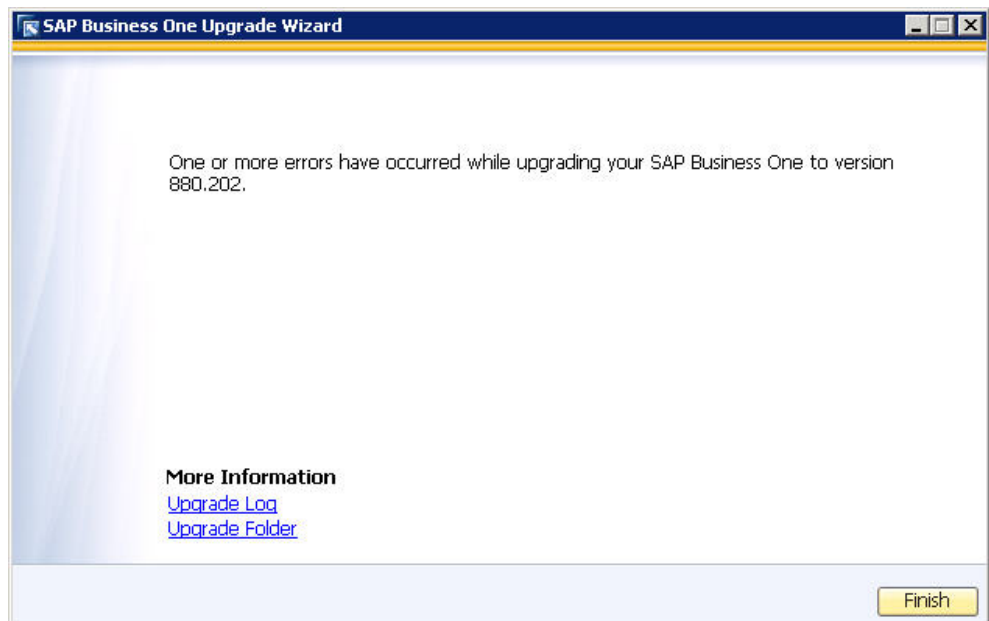 SAP Business One Upgrade Wizard
One or more errors have occurred while upgrading your SAP Business One to version
880.202.
More Information
Upgrade Log
Upgrade Folder
Finish